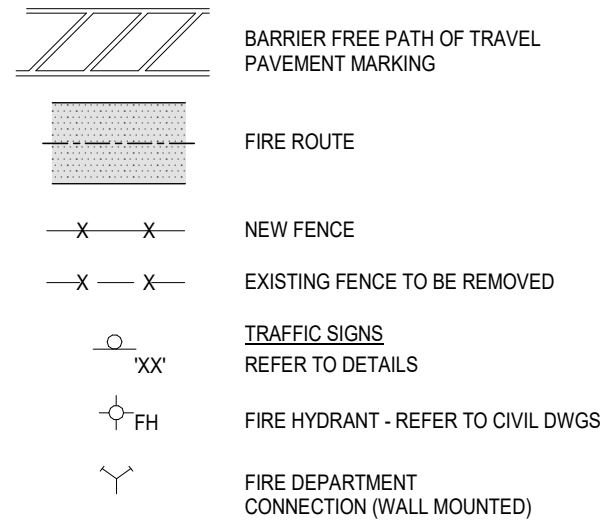 BARRIER FREE PATH OF TRAVEL
PAVEMENT MARKING
FIRE ROUTE
X X NEW FENCE
X X EXISTING FENCE TO BE REMOVED
TRAFFIC SIGNS
'XX' REFER TO DETAILS
FH FIRE HYDRANT - REFER TO CIVIL DWGS
FIRE DEPARTMENT
CONNECTION (WALL MOUNTED)